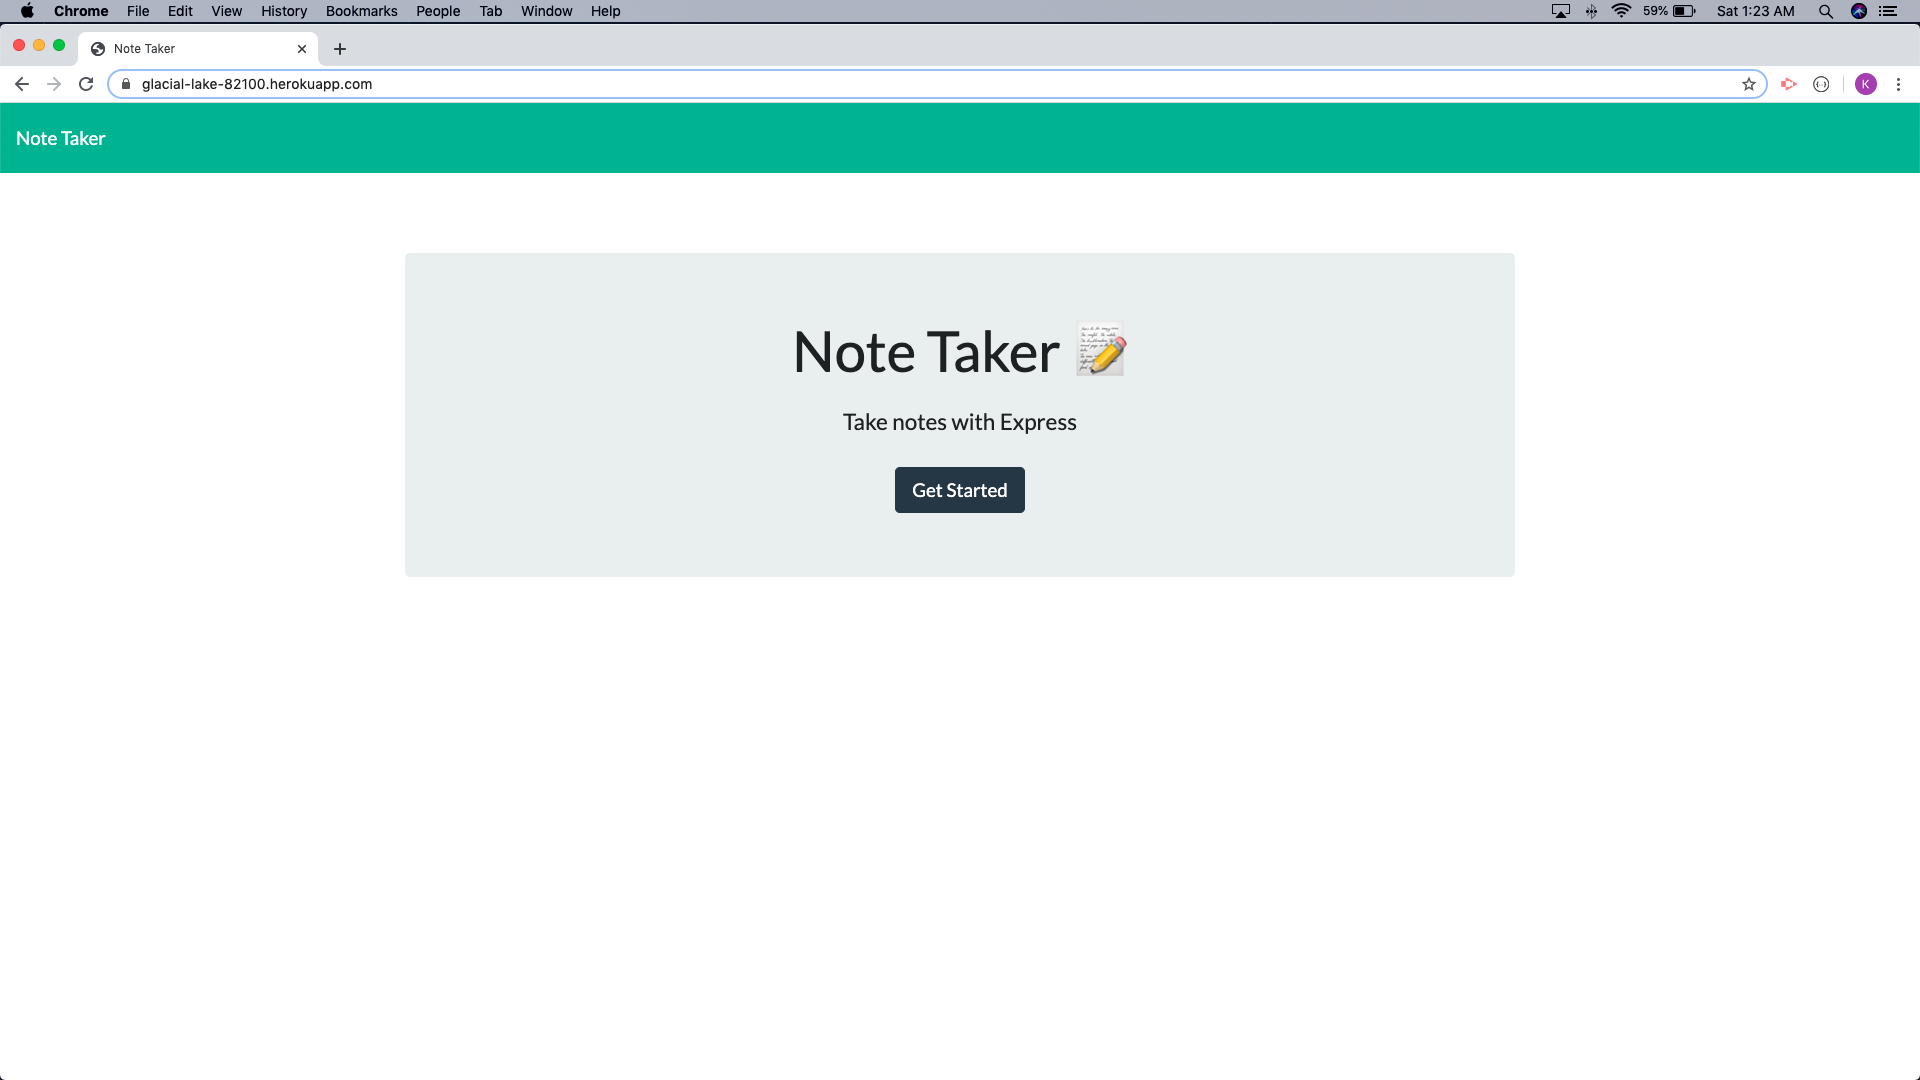 Chrome File Edit View History Bookmarks People Tab Window Help 59% Sat 1:23 AM
Note Taker
glacial-lake-82100.herokuapp.com K
Note Taker
Note Taker 📝
Take notes with Express
Get Started